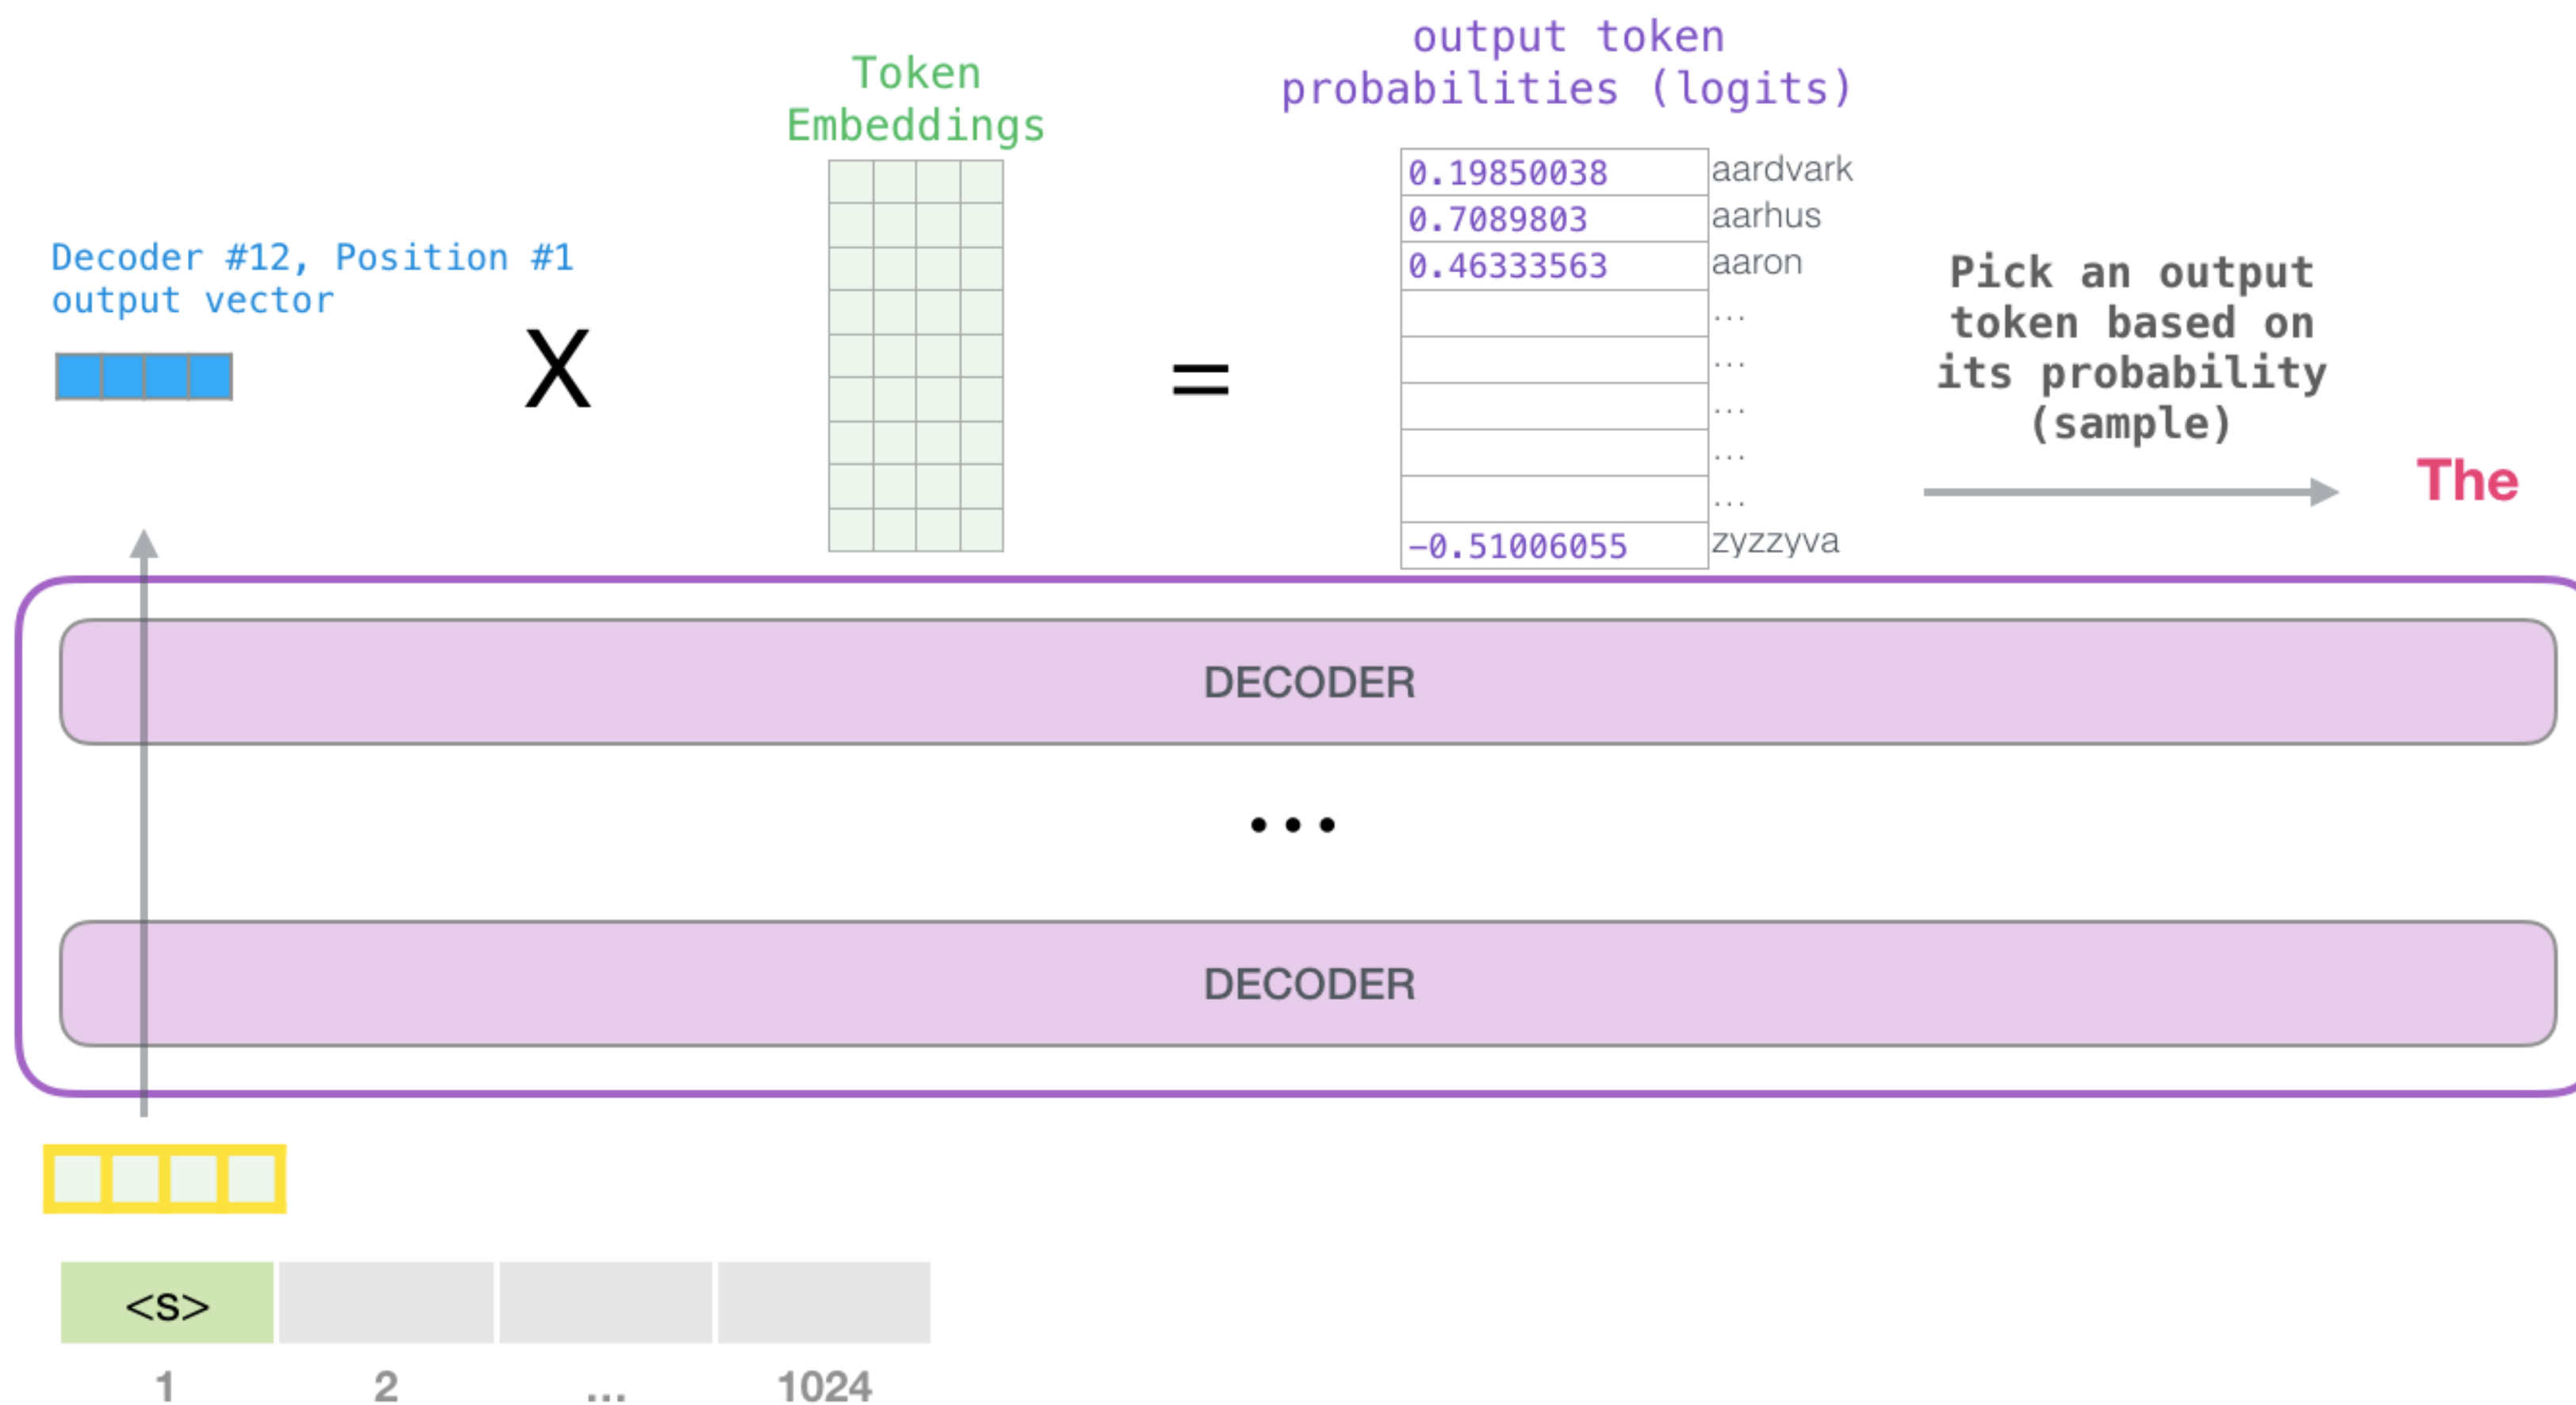 output token
probabilities (logits)
Token
Embeddings
0.19850038 aardvark
0.7089803 aarhus
0.46333563 aaron
...
...
...
...
...
-0.51006055 zyzzyva
Decoder #12, Position #1
output vector
X
=
Pick an output
token based on
its probability
(sample)
The
DECODER
...
DECODER
<s>
1 2 ... 1024